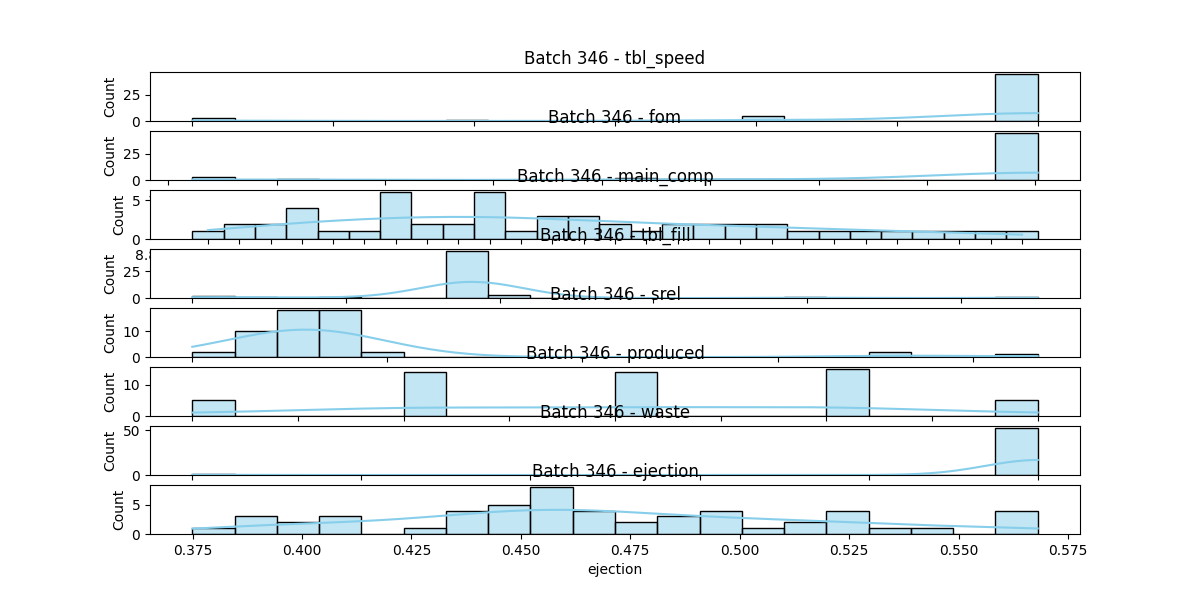 Batch 346 - tbl_speed
Count
25
0
Batch 346 - fom
Count
25
0
Batch 346 - main_comp
Count
5
0
Batch 346 - tbl_fill
8.
Count
25
0
Batch 346 - srel
Count
10
0
Batch 346 - produced
Count
10
0
Batch 346 - waste
Count
50
0
Batch 346 - ejection
Count
5
0
0.375 0.400 0.425 0.450 0.475 0.500 0.525 0.550 0.575
ejection